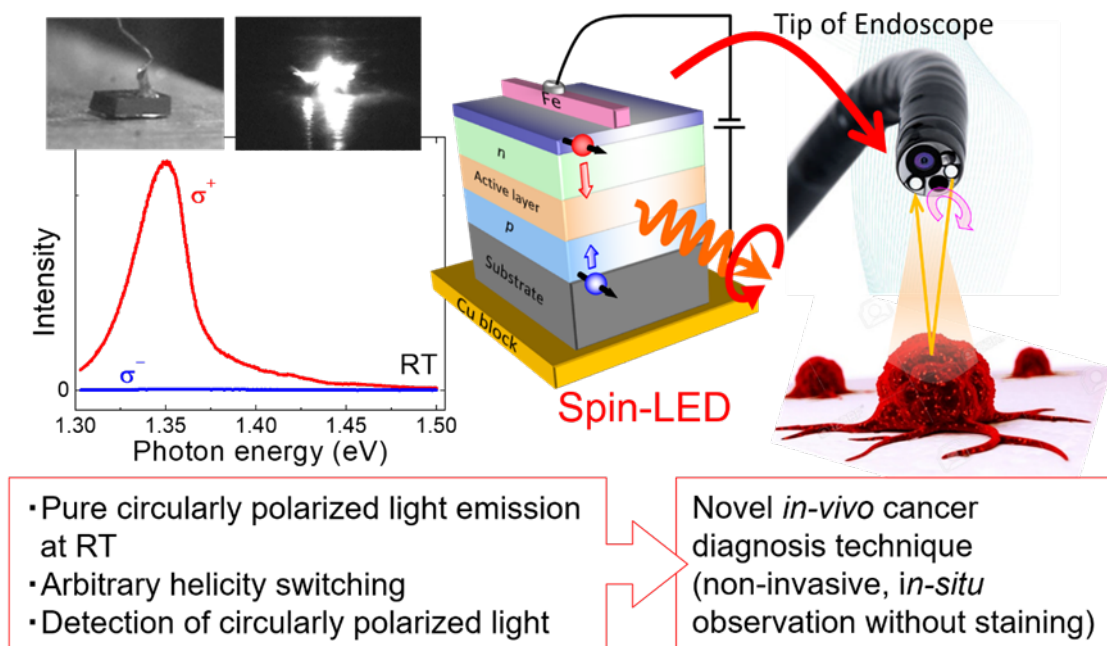 Tip of Endoscope
Fe
n
Active layer
p
Substrate
Cu block
Spin-LED
Intensity
σ+
σ−
RT
0
1.30 1.35 1.40 1.45 1.50
Photon energy (eV)
・Pure circularly polarized light emission
at RT
・Arbitrary helicity switching
・Detection of circularly polarized light
Novel in-vivo cancer
diagnosis technique
(non-invasive, in-situ
observation without staining)